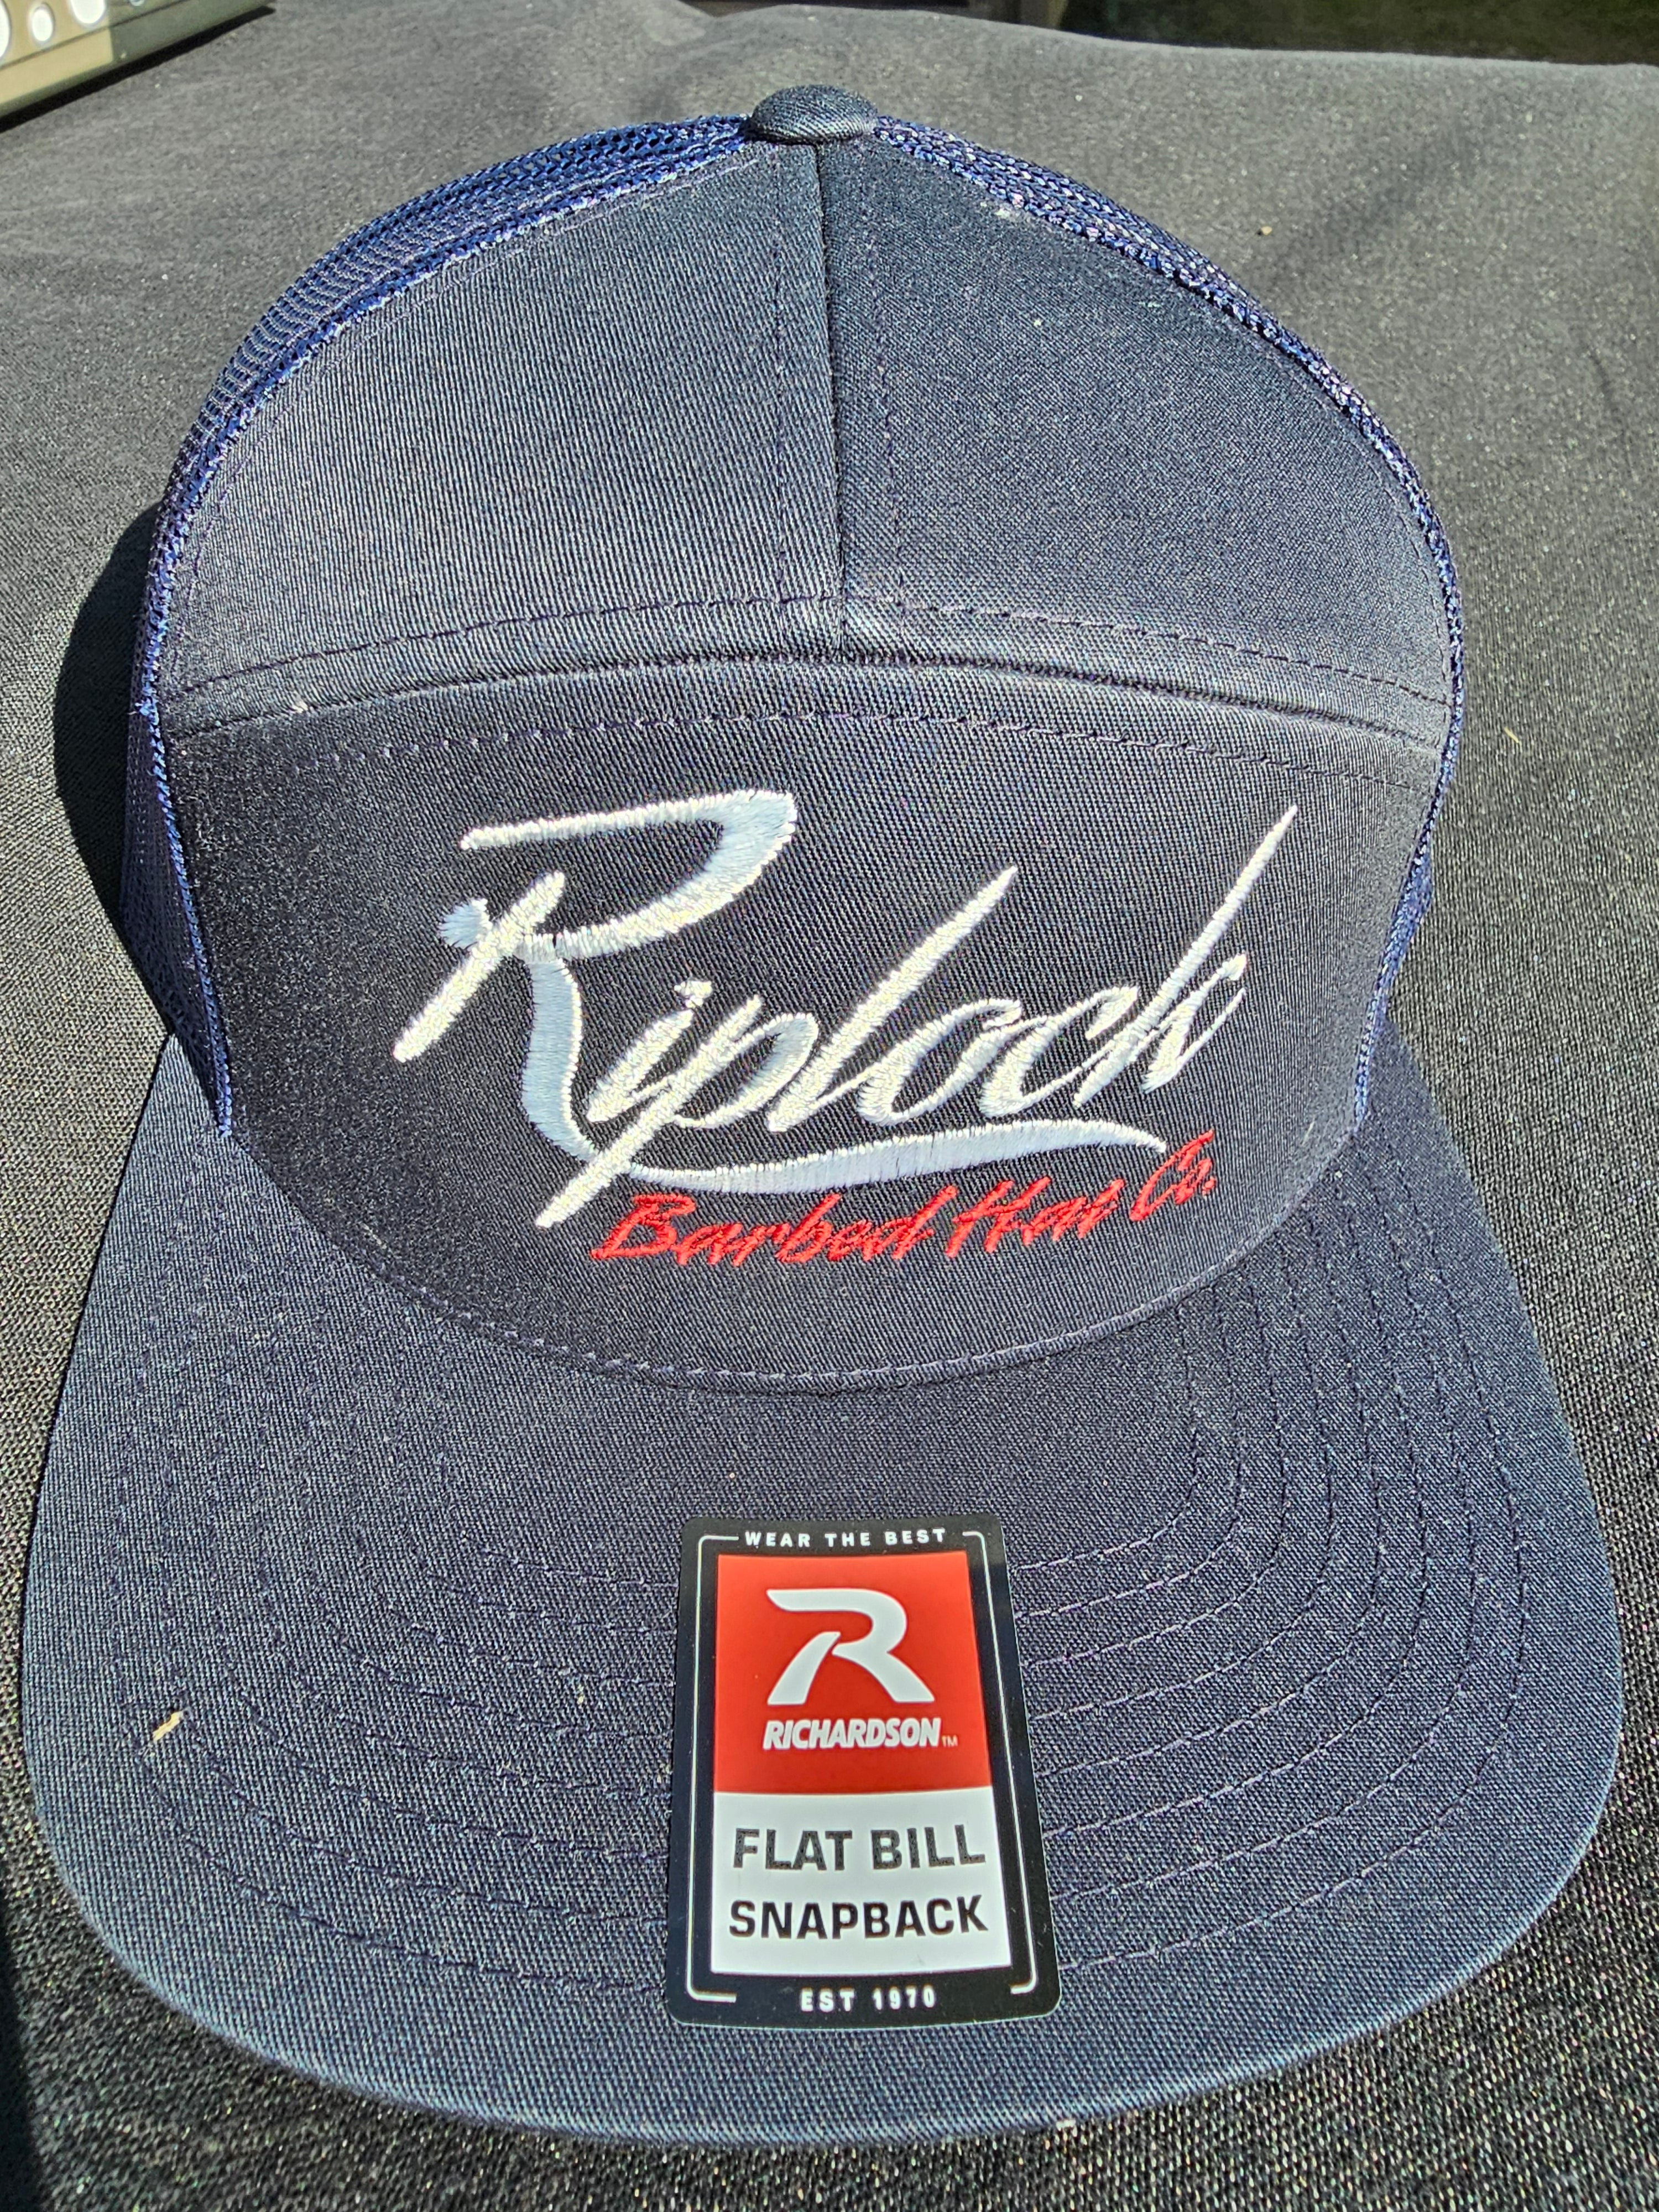 Riplock
Barbed Hat Co.
WEAR THE BEST
R
RICHARDSON™
FLAT BILL
SNAPBACK
EST 1970